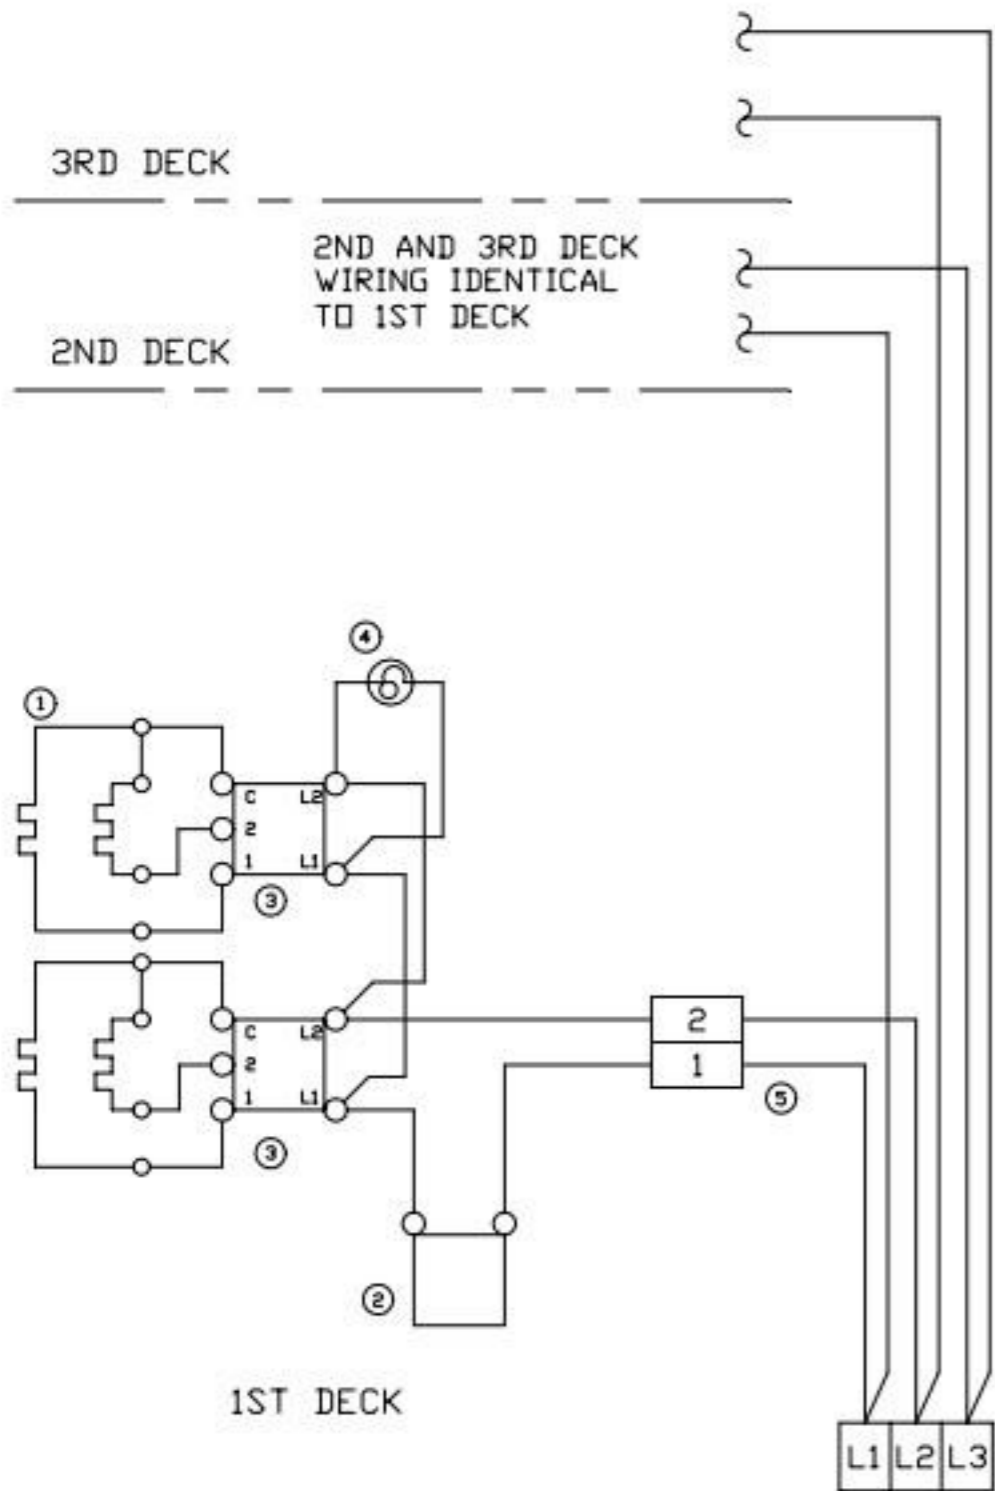 3RD DECK
2ND AND 3RD DECK
WIRING IDENTICAL
TO 1ST DECK
2ND DECK
4
1
C L2
2
1 L1
3
C L2
2
1 L1
3
2
1
5
2
1ST DECK
L1 L2 L3